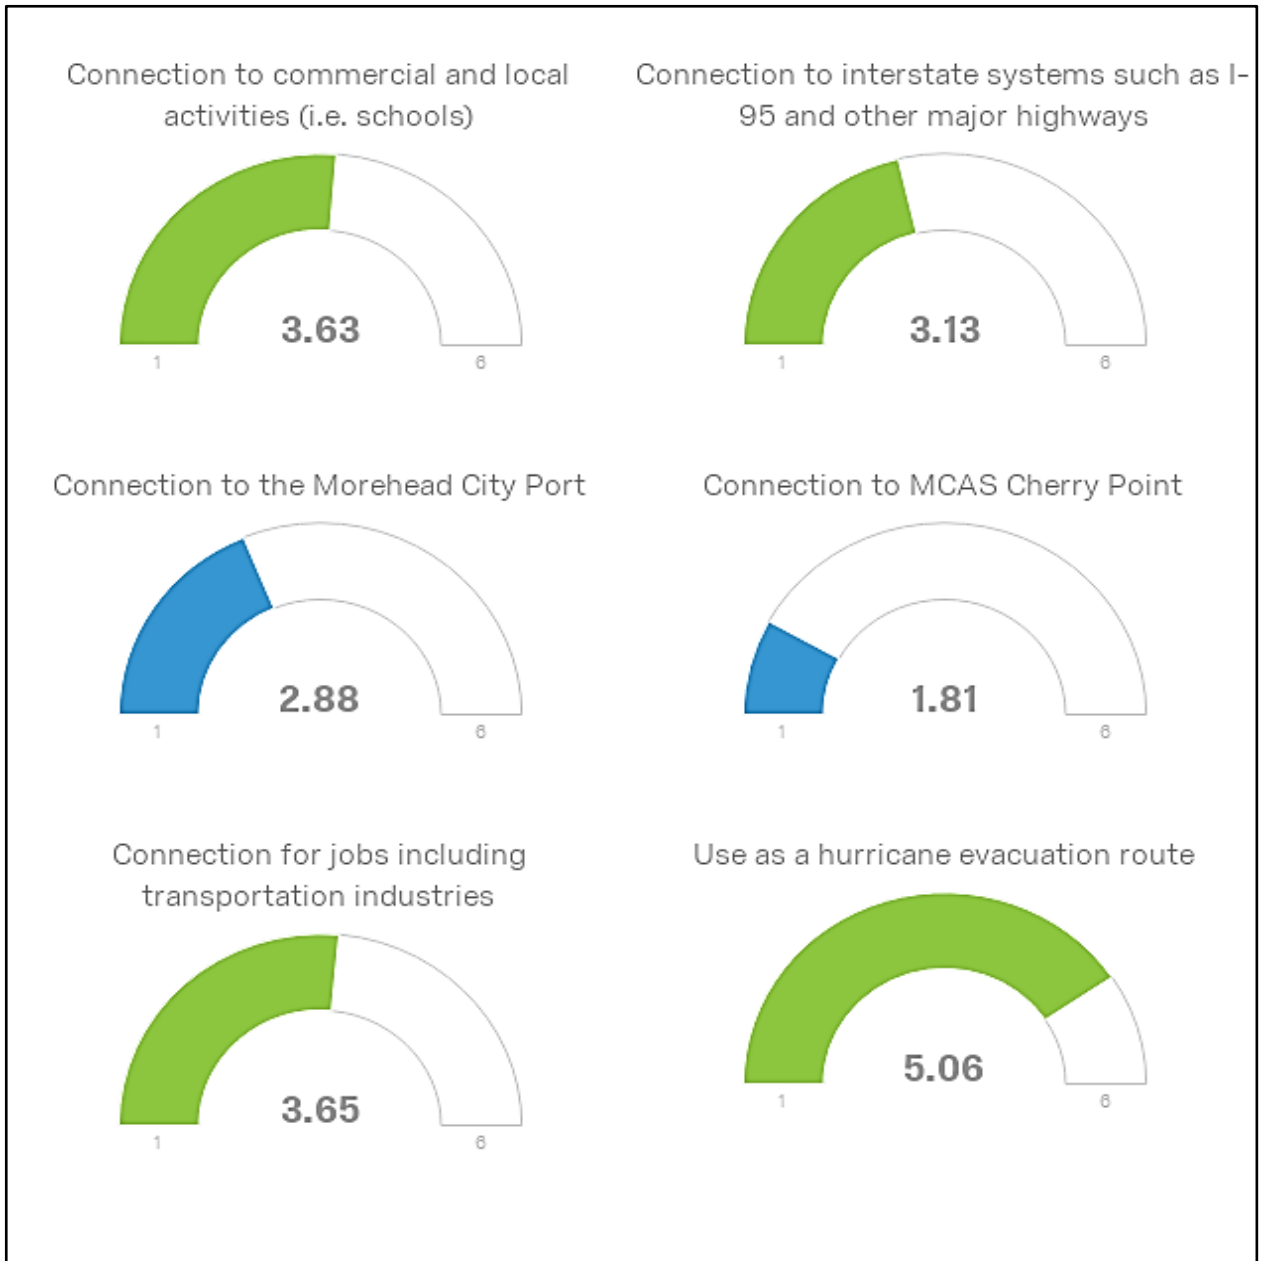 Connection to commercial and local
activities (i.e. schools)
3.63
1
6
Connection to interstate systems such as I-
95 and other major highways
3.13
1
6
Connection to the Morehead City Port
2.88
1
6
Connection to MCAS Cherry Point
1.81
1
6
Connection for jobs including
transportation industries
3.65
1
6
Use as a hurricane evacuation route
5.06
1
6